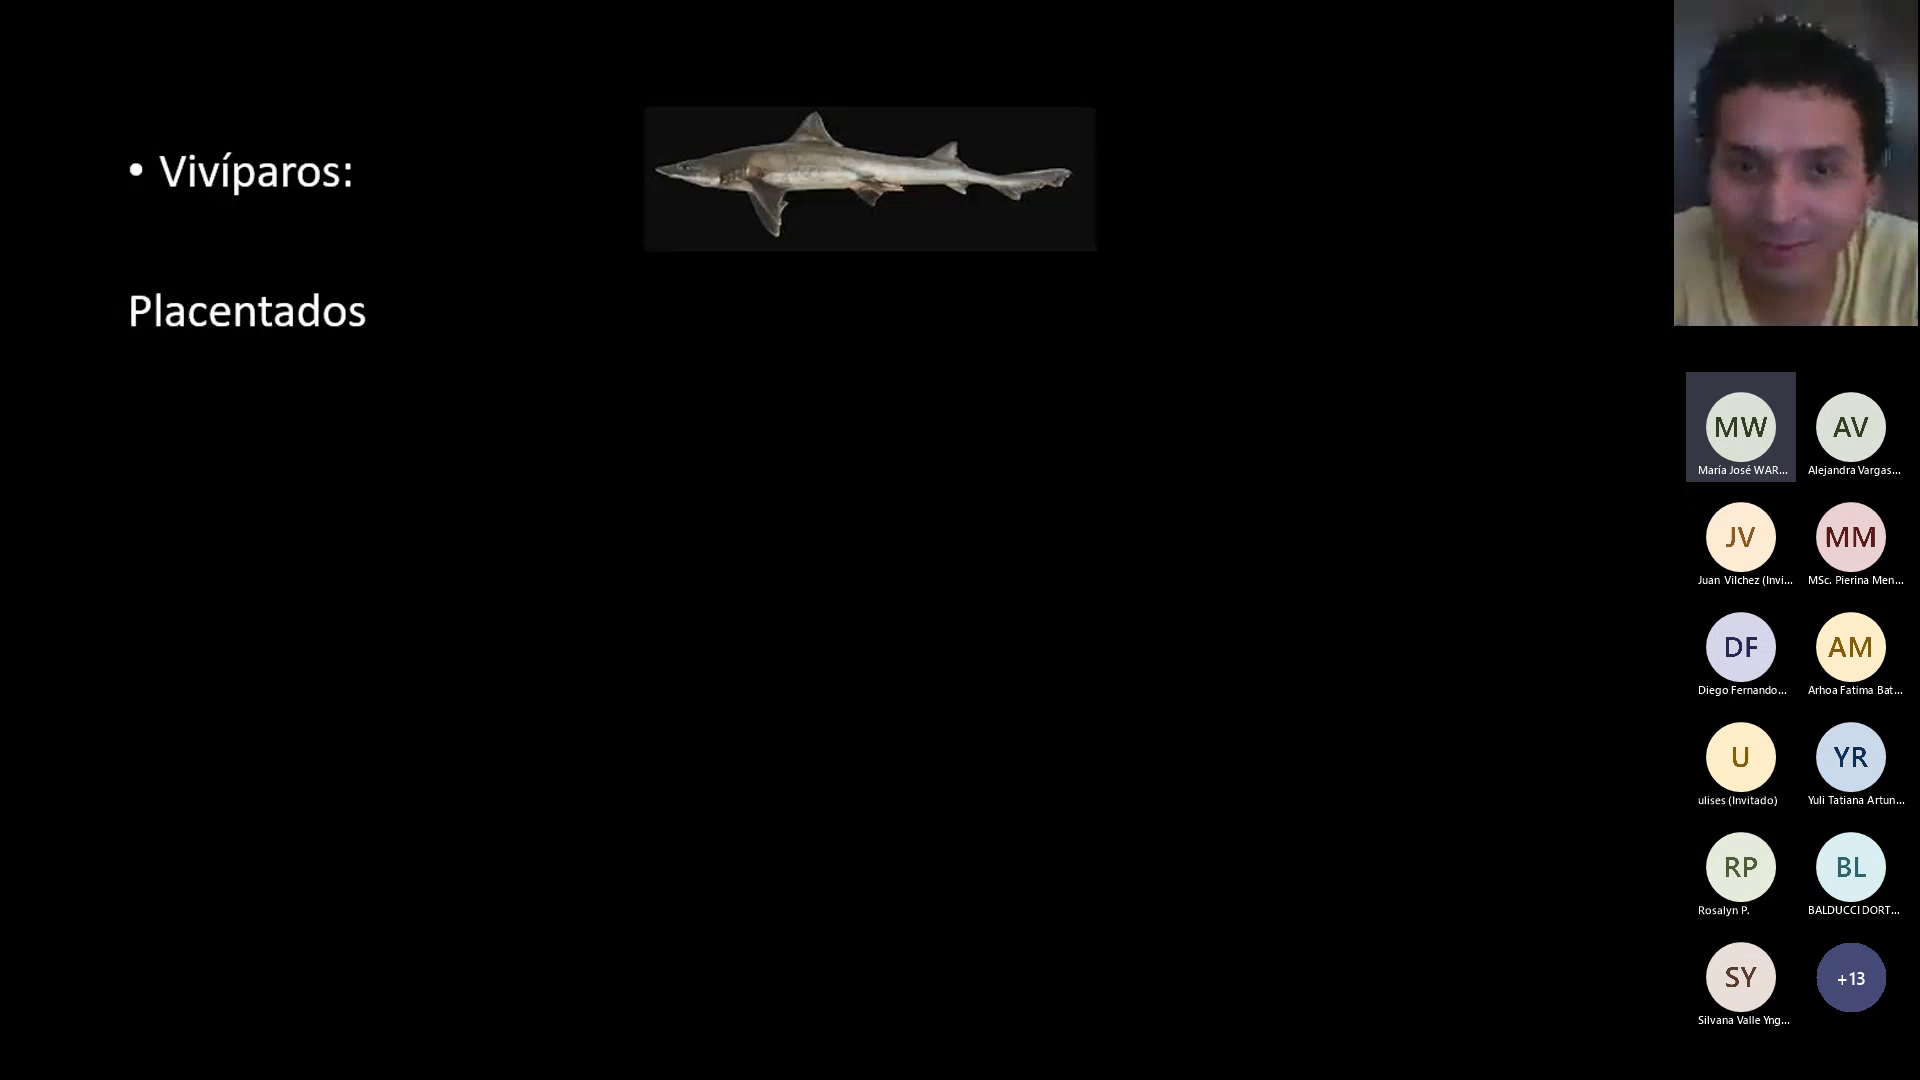 • Vivíparos:
Placentados
MW
María José WAR...
AV
Alejandra Vargas...
JV
Juan Vilchez (Invi...
MM
MSc. Pierina Men...
DF
Diego Fernando...
AM
Arhoa Fatima Bat...
U
ulises (Invitado)
YR
Yuli Tatiana Artun...
RP
Rosalyn P.
BL
BALDUCCI DORT...
SY
Silvana Valle Yng...
+13